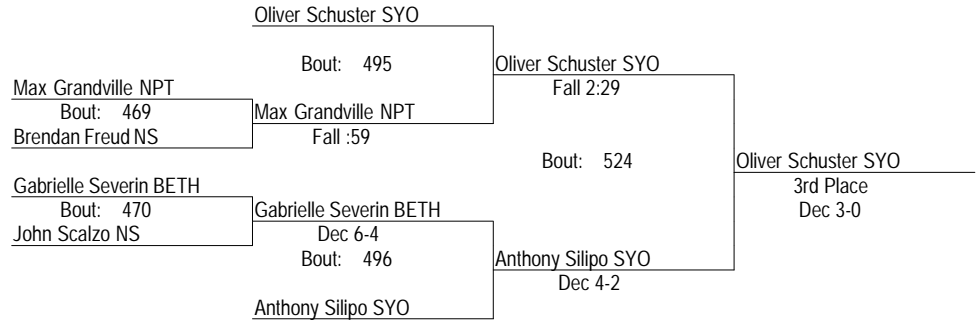 Oliver Schuster SYO
Bout: 495
Oliver Schuster SYO
Fall 2:29
Max Grandville NPT
Bout: 469
Max Grandville NPT
Brendan Freud NS
Fall :59
Bout: 524
Oliver Schuster SYO
3rd Place
Dec 3-0
Gabrielle Severin BETH
Bout: 470
Gabrielle Severin BETH
John Scalzo NS
Dec 6-4
Bout: 496
Anthony Silipo SYO
Dec 4-2
Anthony Silipo SYO